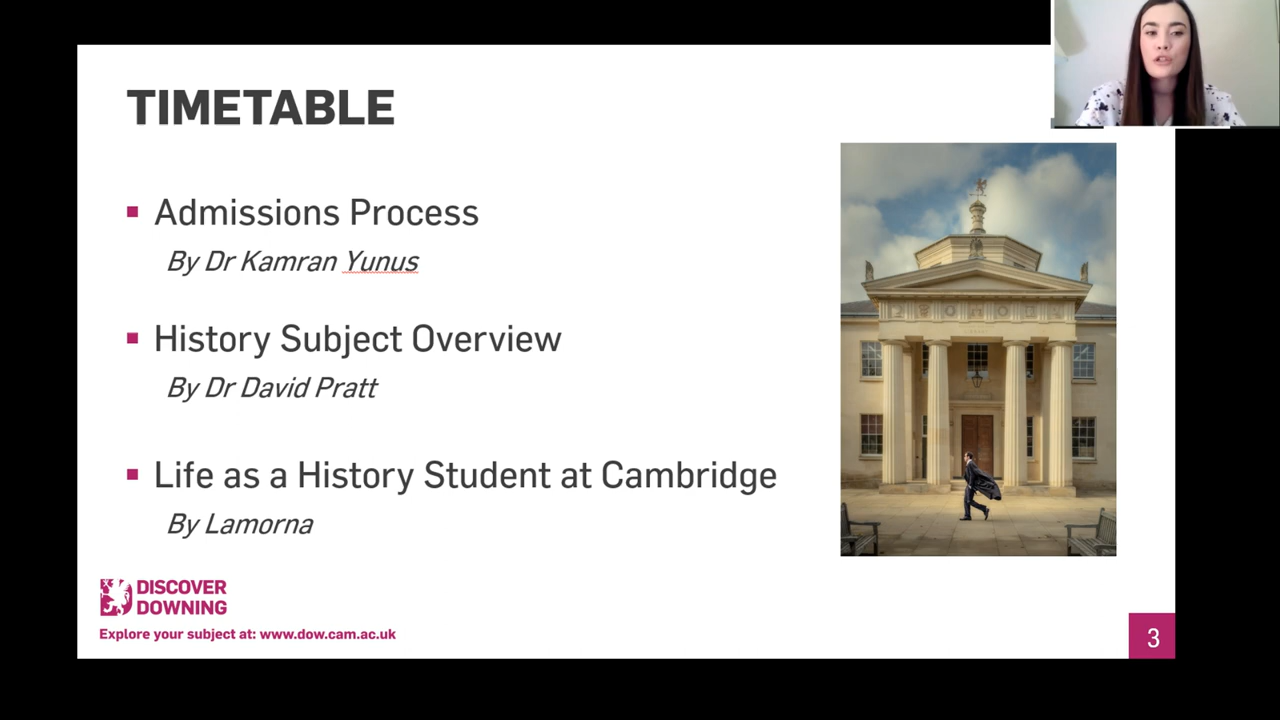 TIMETABLE
▪ Admissions Process
By Dr Kamran Yunus
▪ History Subject Overview
By Dr David Pratt
▪ Life as a History Student at Cambridge
By Lamorna
DISCOVER
DOWNING
Explore your subject at: www.dow.cam.ac.uk
3